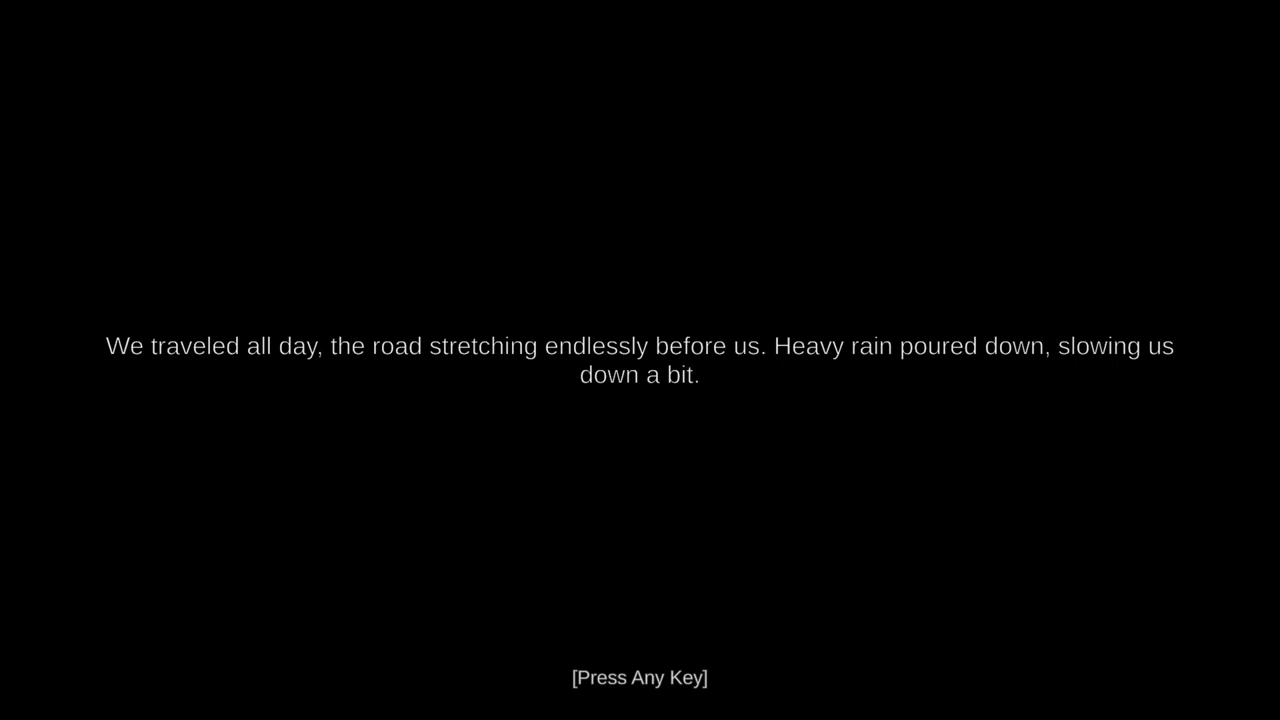 We traveled all day, the road stretching endlessly before us. Heavy rain poured down, slowing us
down a bit.
[Press Any Key]